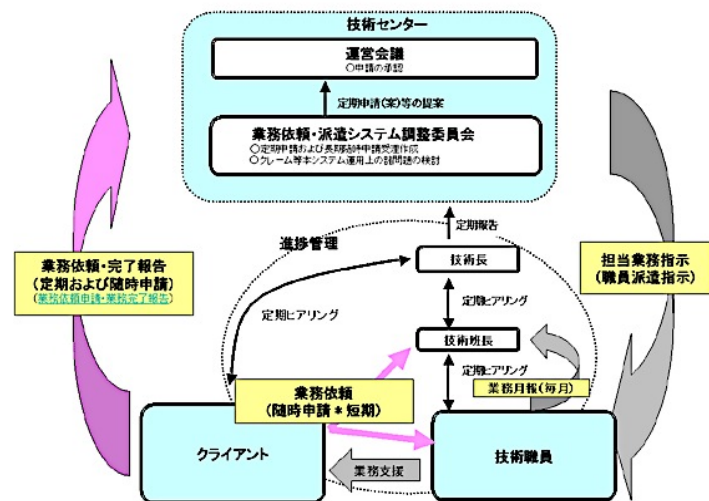 技術センター
運営会議
○申請の承認
定期申請(案)等の提案
業務依頼・派遣システム調整委員会
○定期申請および長期随時申請受理作成
○クレーム等本システム運用上の諸問題の検討
定期報告
進捗管理
技術長
業務依頼・完了報告
(定期および随時申請)
(業務依頼申請・業務完了報告)
担当業務指示
(職員派遣指示)
定期ヒアリング
定期ヒアリング
技術班長
定期ヒアリング
業務月報(毎月)
業務依頼
(随時申請*短期)
クライアント
業務支援
技術職員